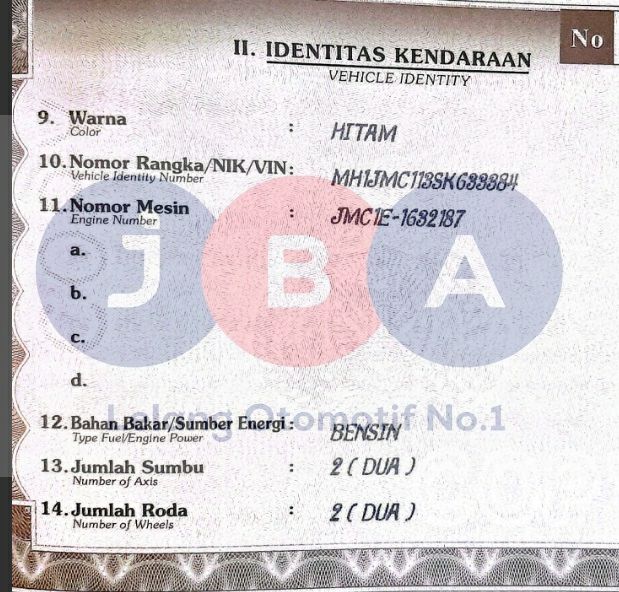 No
II. IDENTITAS KENDARAAN
VEHICLE IDENTITY
9. Warna : HITAM
Color
10. Nomor Rangka/NIK/VIN: MH1JMC113SK633384
Vehicle Identity Number
11. Nomor Mesin : JMC1E-1632187
Engine Number
a.
b.
c.
d.
JBA
Lelang Otomotif No.1
12. Bahan Bakar/Sumber Energi : BENSIN
Type Fuel/Engine Power
13. Jumlah Sumbu : 2 ( DUA )
Number of Axis
14. Jumlah Roda : 2 ( DUA )
Number of Wheels